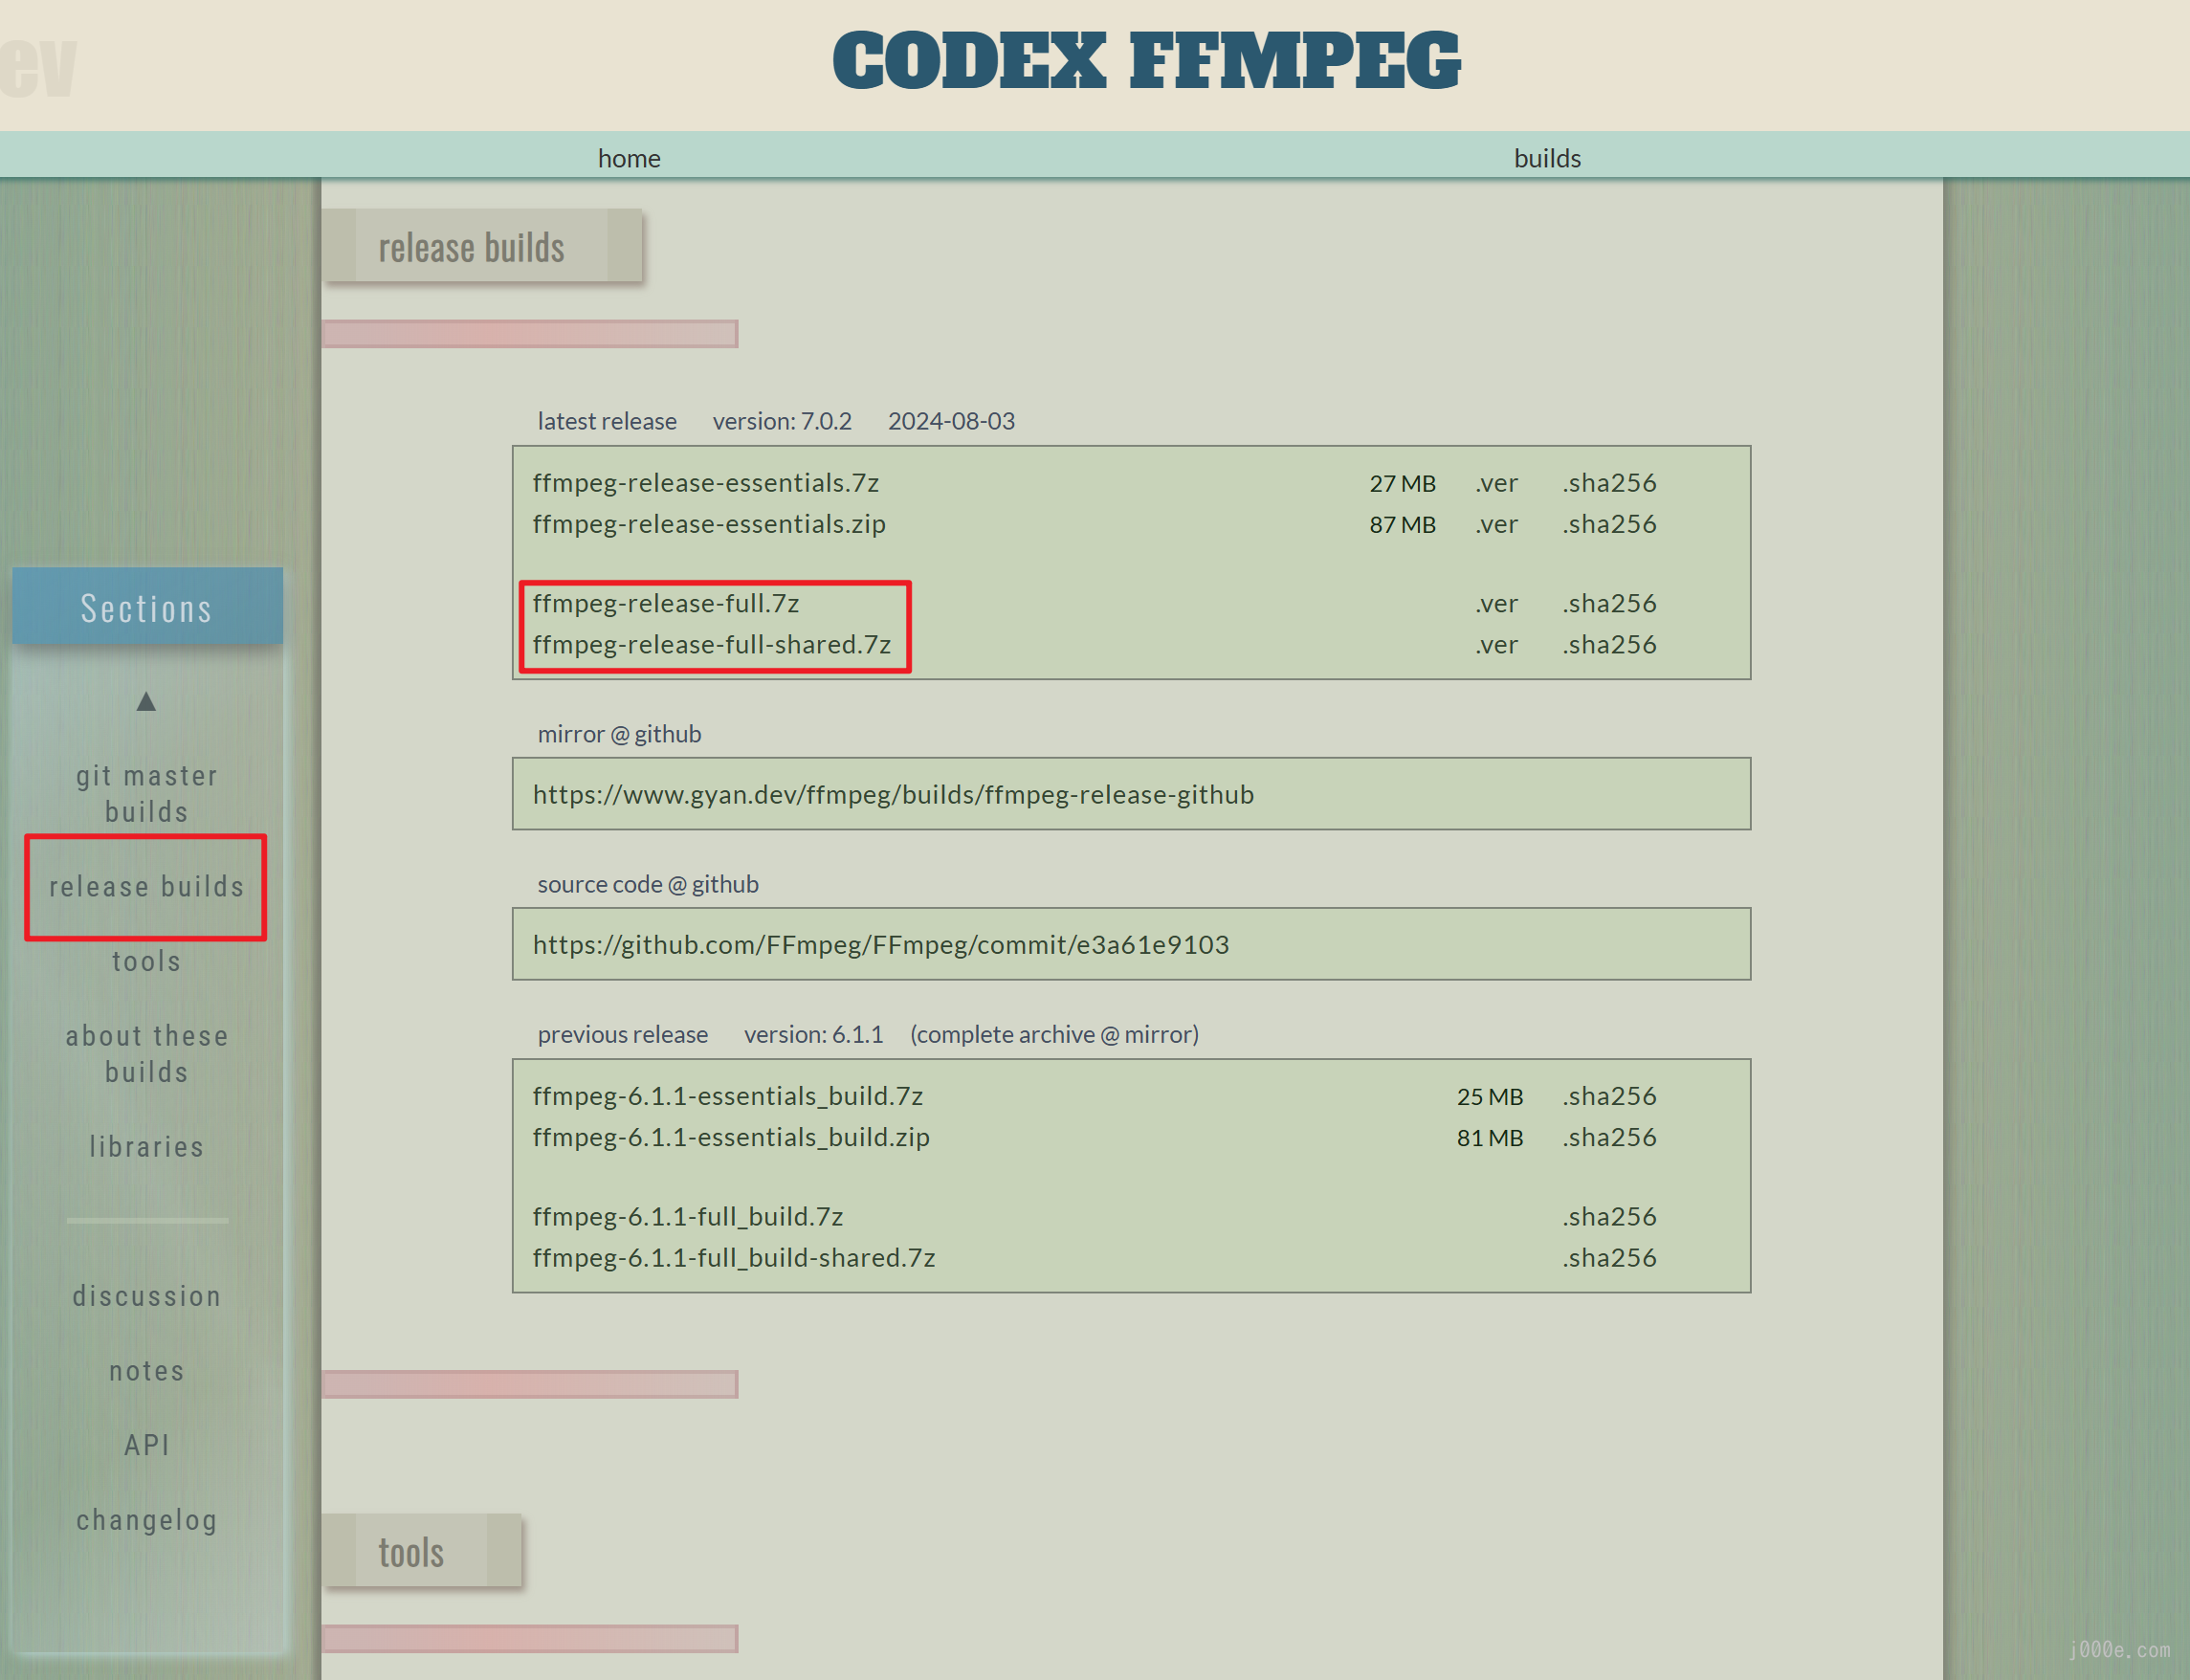 ev
CODEX FFMPEG
home builds
release builds
latest release version: 7.0.2 2024-08-03
ffmpeg-release-essentials.7z 27 MB .ver .sha256
ffmpeg-release-essentials.zip 87 MB .ver .sha256
ffmpeg-release-full.7z .ver .sha256
ffmpeg-release-full-shared.7z .ver .sha256
mirror @ github
https://www.gyan.dev/ffmpeg/builds/ffmpeg-release-github
source code @ github
https://github.com/FFmpeg/FFmpeg/commit/e3a61e9103
previous release version: 6.1.1 (complete archive @ mirror)
ffmpeg-6.1.1-essentials_build.7z 25 MB .sha256
ffmpeg-6.1.1-essentials_build.zip 81 MB .sha256
ffmpeg-6.1.1-full_build.7z .sha256
ffmpeg-6.1.1-full_build-shared.7z .sha256
tools
Sections
▲
git master
builds
release builds
tools
about these
builds
libraries
discussion
notes
API
changelog
j000e.com